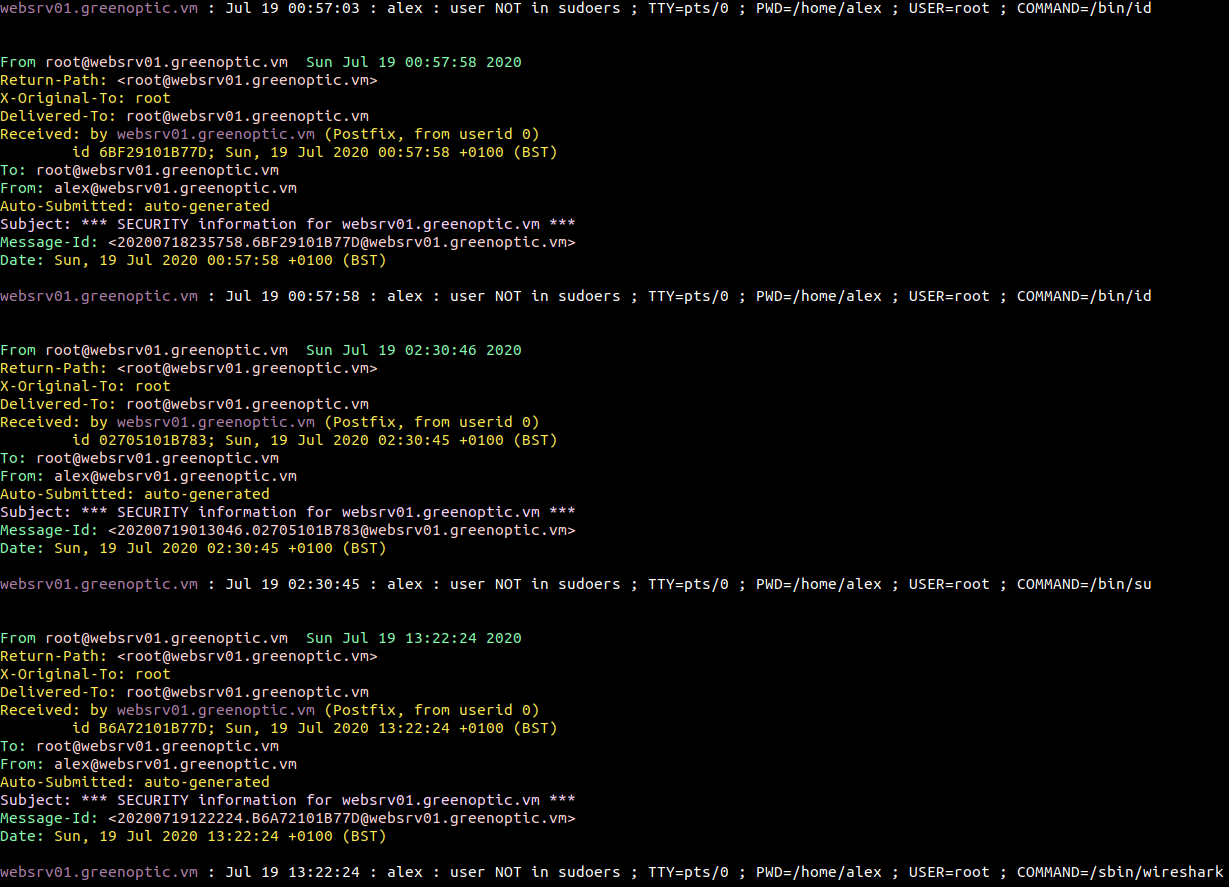 websrv01.greenoptic.vm : Jul 19 00:57:03 : alex : user NOT in sudoers ; TTY=pts/0 ; PWD=/home/alex ; USER=root ; COMMAND=/bin/id
From root@websrv01.greenoptic.vm  Sun Jul 19 00:57:58 2020
Return-Path: <root@websrv01.greenoptic.vm>
X-Original-To: root
Delivered-To: root@websrv01.greenoptic.vm
Received: by websrv01.greenoptic.vm (Postfix, from userid 0)
        id 6BF29101B77D; Sun, 19 Jul 2020 00:57:58 +0100 (BST)
To: root@websrv01.greenoptic.vm
From: alex@websrv01.greenoptic.vm
Auto-Submitted: auto-generated
Subject: *** SECURITY information for websrv01.greenoptic.vm ***
Message-Id: <20200718235758.6BF29101B77D@websrv01.greenoptic.vm>
Date: Sun, 19 Jul 2020 00:57:58 +0100 (BST)
websrv01.greenoptic.vm : Jul 19 00:57:58 : alex : user NOT in sudoers ; TTY=pts/0 ; PWD=/home/alex ; USER=root ; COMMAND=/bin/id
From root@websrv01.greenoptic.vm  Sun Jul 19 02:30:46 2020
Return-Path: <root@websrv01.greenoptic.vm>
X-Original-To: root
Delivered-To: root@websrv01.greenoptic.vm
Received: by websrv01.greenoptic.vm (Postfix, from userid 0)
        id 02705101B783; Sun, 19 Jul 2020 02:30:45 +0100 (BST)
To: root@websrv01.greenoptic.vm
From: alex@websrv01.greenoptic.vm
Auto-Submitted: auto-generated
Subject: *** SECURITY information for websrv01.greenoptic.vm ***
Message-Id: <20200719013046.02705101B783@websrv01.greenoptic.vm>
Date: Sun, 19 Jul 2020 02:30:45 +0100 (BST)
websrv01.greenoptic.vm : Jul 19 02:30:45 : alex : user NOT in sudoers ; TTY=pts/0 ; PWD=/home/alex ; USER=root ; COMMAND=/bin/su
From root@websrv01.greenoptic.vm  Sun Jul 19 13:22:24 2020
Return-Path: <root@websrv01.greenoptic.vm>
X-Original-To: root
Delivered-To: root@websrv01.greenoptic.vm
Received: by websrv01.greenoptic.vm (Postfix, from userid 0)
        id B6A72101B77D; Sun, 19 Jul 2020 13:22:24 +0100 (BST)
To: root@websrv01.greenoptic.vm
From: alex@websrv01.greenoptic.vm
Auto-Submitted: auto-generated
Subject: *** SECURITY information for websrv01.greenoptic.vm ***
Message-Id: <20200719122224.B6A72101B77D@websrv01.greenoptic.vm>
Date: Sun, 19 Jul 2020 13:22:24 +0100 (BST)
websrv01.greenoptic.vm : Jul 19 13:22:24 : alex : user NOT in sudoers ; TTY=pts/0 ; PWD=/home/alex ; USER=root ; COMMAND=/sbin/wireshark